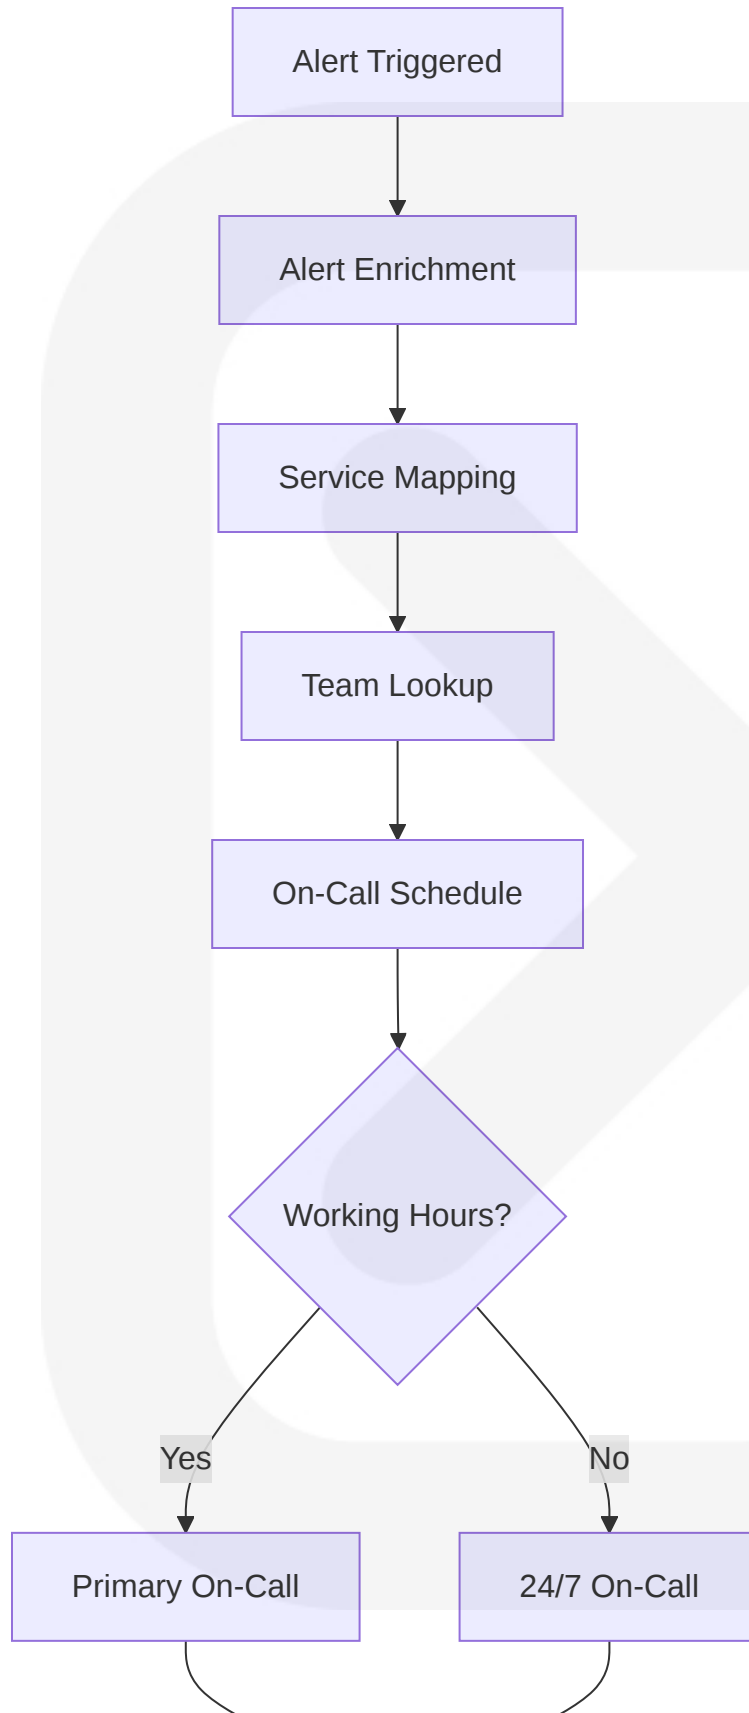 Alert Triggered
Alert Enrichment
Service Mapping
Team Lookup
On-Call Schedule
Working Hours?
Yes
No
Primary On-Call
24/7 On-Call